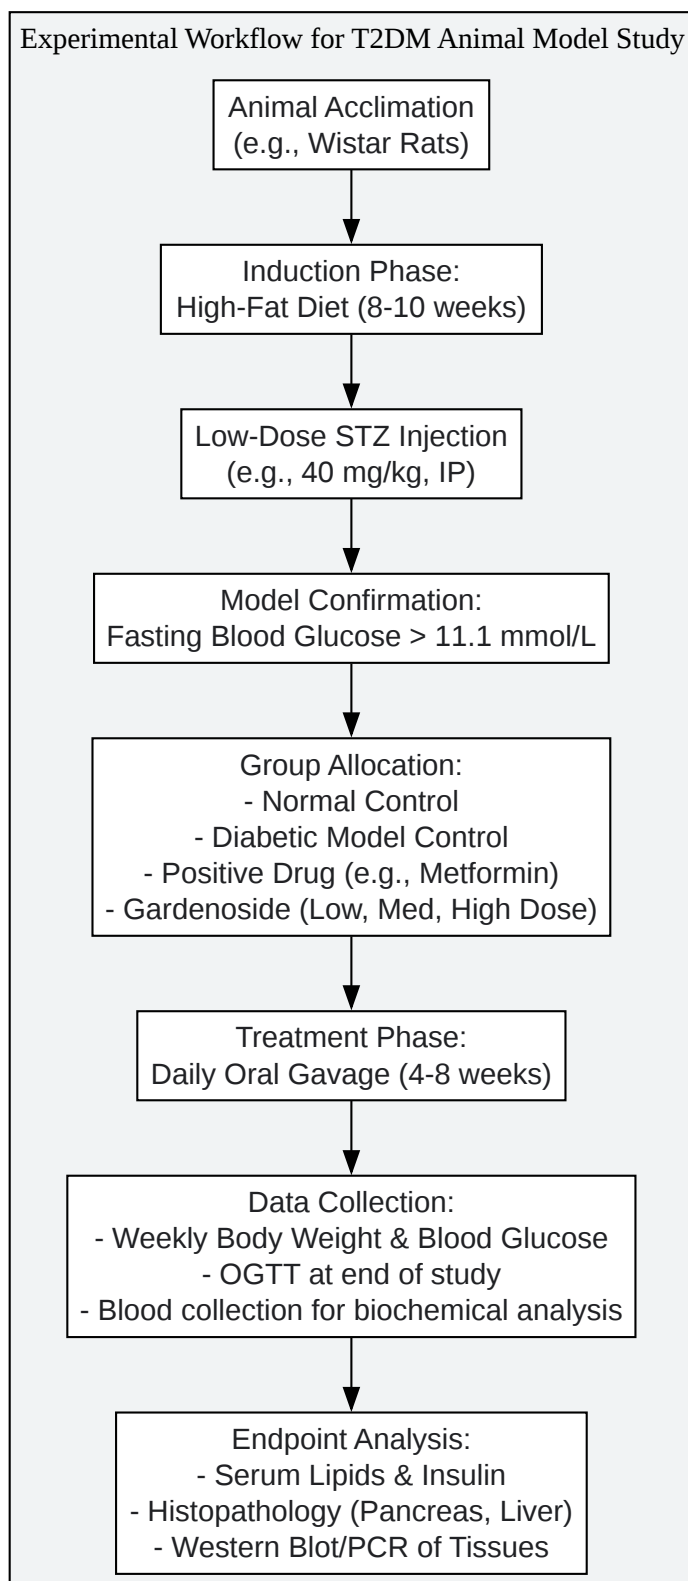 Experimental Workflow for T2DM Animal Model Study
Animal Acclimation
(e.g., Wistar Rats)
Induction Phase:
High-Fat Diet (8-10 weeks)
Low-Dose STZ Injection
(e.g., 40 mg/kg, IP)
Model Confirmation:
Fasting Blood Glucose > 11.1 mmol/L
Group Allocation:
- Normal Control
- Diabetic Model Control
- Positive Drug (e.g., Metformin)
- Gardenoside (Low, Med, High Dose)
Treatment Phase:
Daily Oral Gavage (4-8 weeks)
Data Collection:
- Weekly Body Weight & Blood Glucose
- OGTT at end of study
- Blood collection for biochemical analysis
Endpoint Analysis:
- Serum Lipids & Insulin
- Histopathology (Pancreas, Liver)
- Western Blot/PCR of Tissues